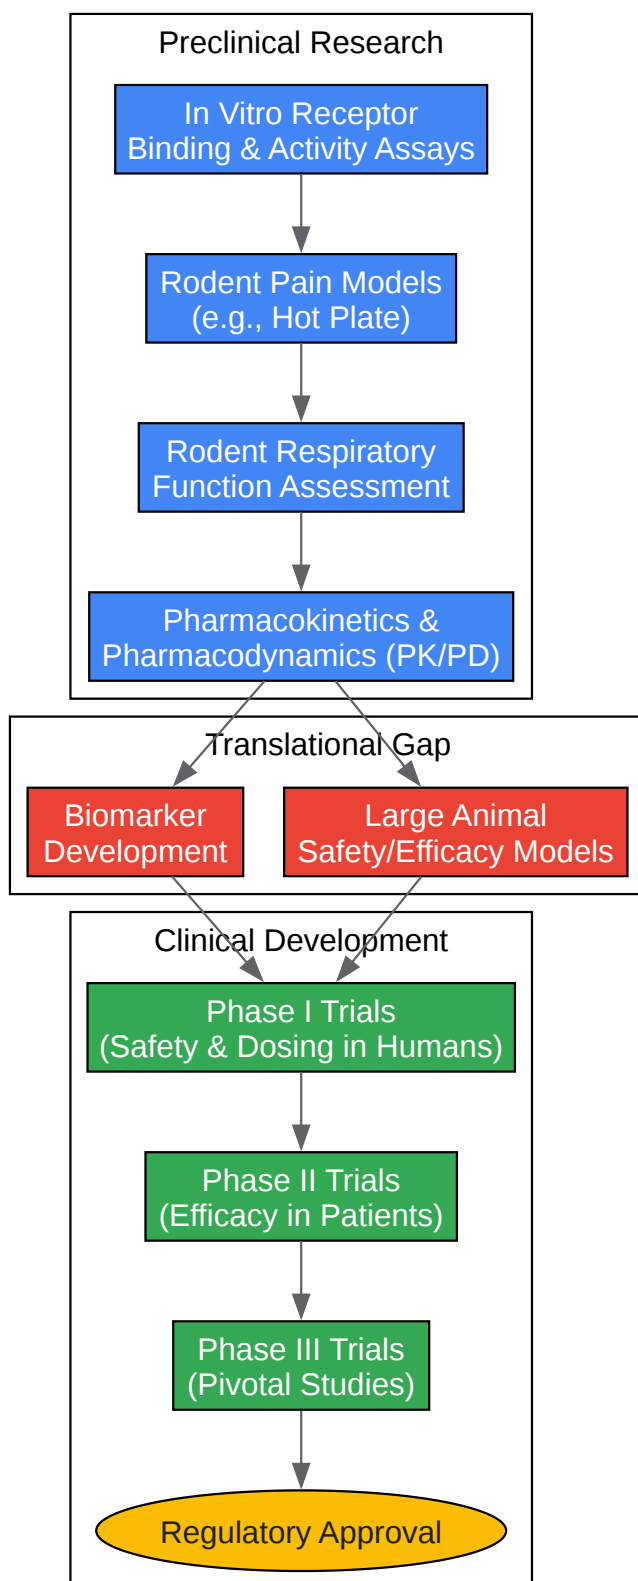 Preclinical Research
In Vitro Receptor
Binding & Activity Assays
Rodent Pain Models
(e.g., Hot Plate)
Rodent Respiratory
Function Assessment
Pharmacokinetics &
Pharmacodynamics (PK/PD)
Translational Gap
Biomarker
Development
Large Animal
Safety/Efficacy Models
Clinical Development
Phase I Trials
(Safety & Dosing in Humans)
Phase II Trials
(Efficacy in Patients)
Phase III Trials
(Pivotal Studies)
Regulatory Approval